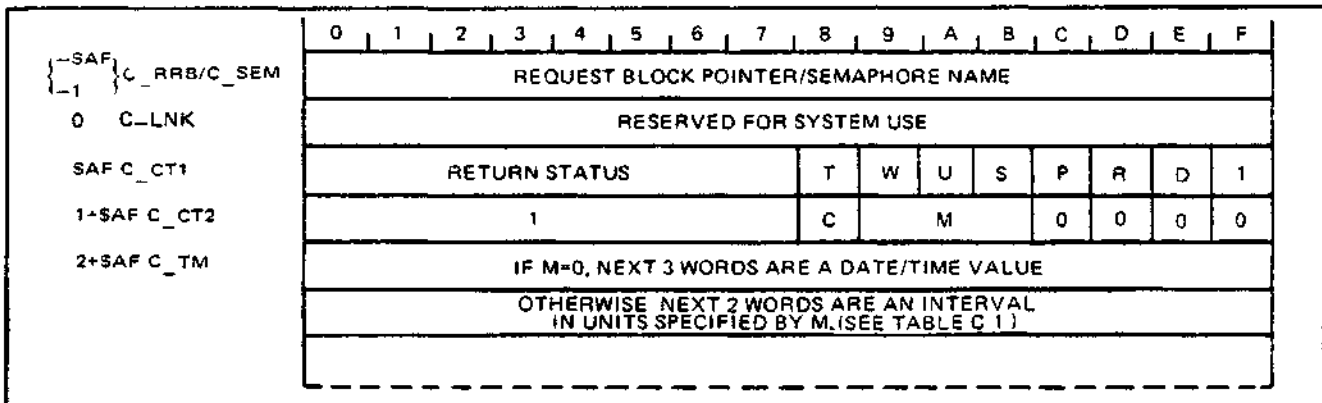 0 1 2 3 4 5 6 7 8 9 A B C D E F
{-SAF -1} C_RRB/C_SEM REQUEST BLOCK POINTER/SEMAPHORE NAME
0 C_LNK RESERVED FOR SYSTEM USE
SAF C_CT1 RETURN STATUS T W U S P R D 1
1+SAF C_CT2 1 C M 0 0 0 0
2+SAF C_TM IF M=0, NEXT 3 WORDS ARE A DATE/TIME VALUE
OTHERWISE NEXT 2 WORDS ARE AN INTERVAL
IN UNITS SPECIFIED BY M. (SEE TABLE C 1)